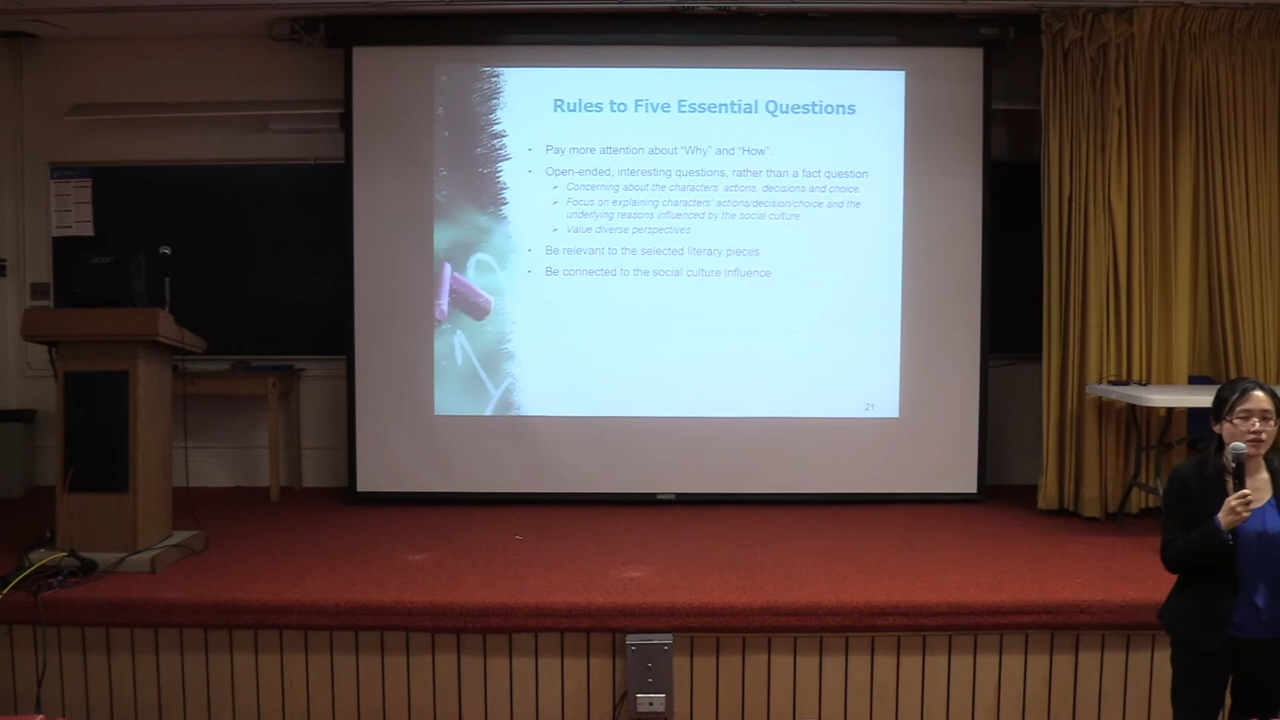 Rules to Five Essential Questions
• Pay more attention about “Why” and “How”.
• Open-ended, interesting questions, rather than a fact question
➢ Concerning about the characters’ actions, decisions and choice.
➢ Focus on explaining characters’ actions/decision/choice and the
underlying reasons influenced by the social culture
➢ Value diverse perspectives
• Be relevant to the selected literary pieces
• Be connected to the social culture influence
21
acer